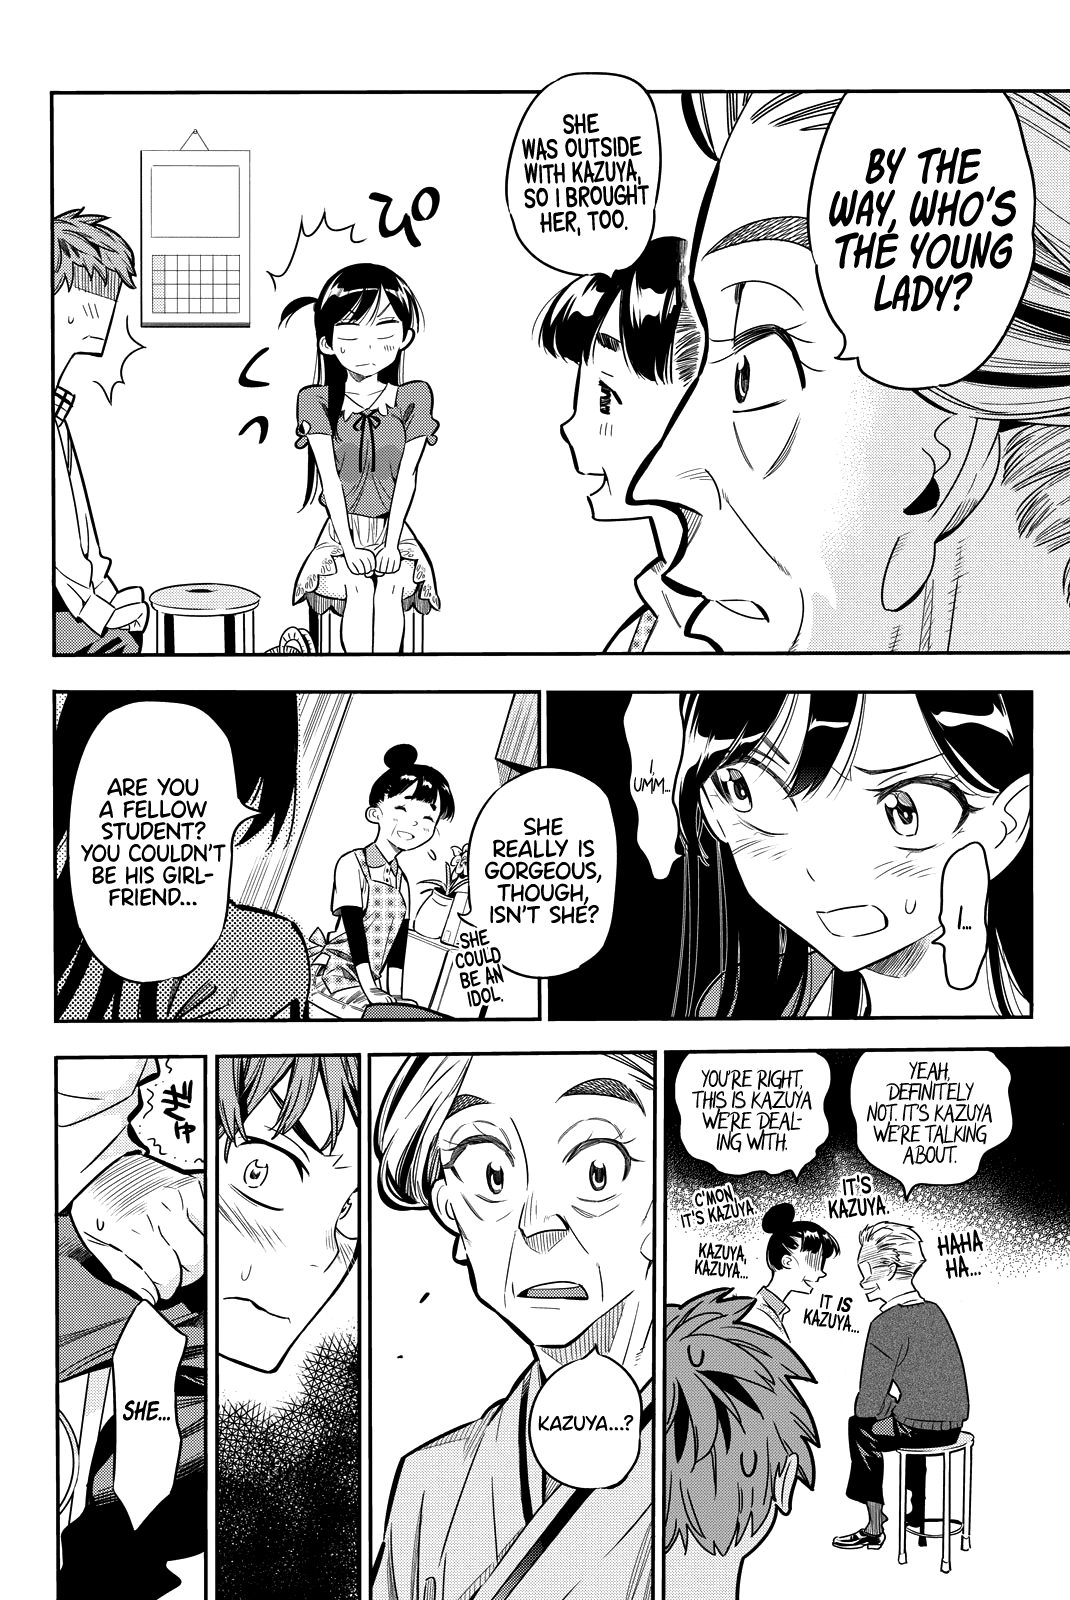 BY THE
WAY, WHO'S
THE YOUNG
LADY?
SHE
WAS OUTSIDE
WITH KAZUYA,
SO I BROUGHT
HER, TOO.
ぴ
くっ
I,
UMM...
I...
SHE
REALLY IS
GORGEOUS,
THOUGH,
ISN'T SHE?
SHE
COULD
BE AN
IDOL.
ARE YOU
A FELLOW
STUDENT?
YOU COULDN'T
BE HIS GIRL-
FRIEND...
YEAH,
DEFINITELY
NOT. IT'S KAZUYA
WE'RE TALKING
ABOUT.
YOU'RE RIGHT,
THIS IS KAZUYA
WE'RE DEAL-
ING WITH.
IT'S
KAZUYA.
C'MON,
IT'S KAZUYA.
HAHA
HA...
KAZUYA,
KAZUYA...
IT IS
KAZUYA...
KAZUYA...?
SHE...